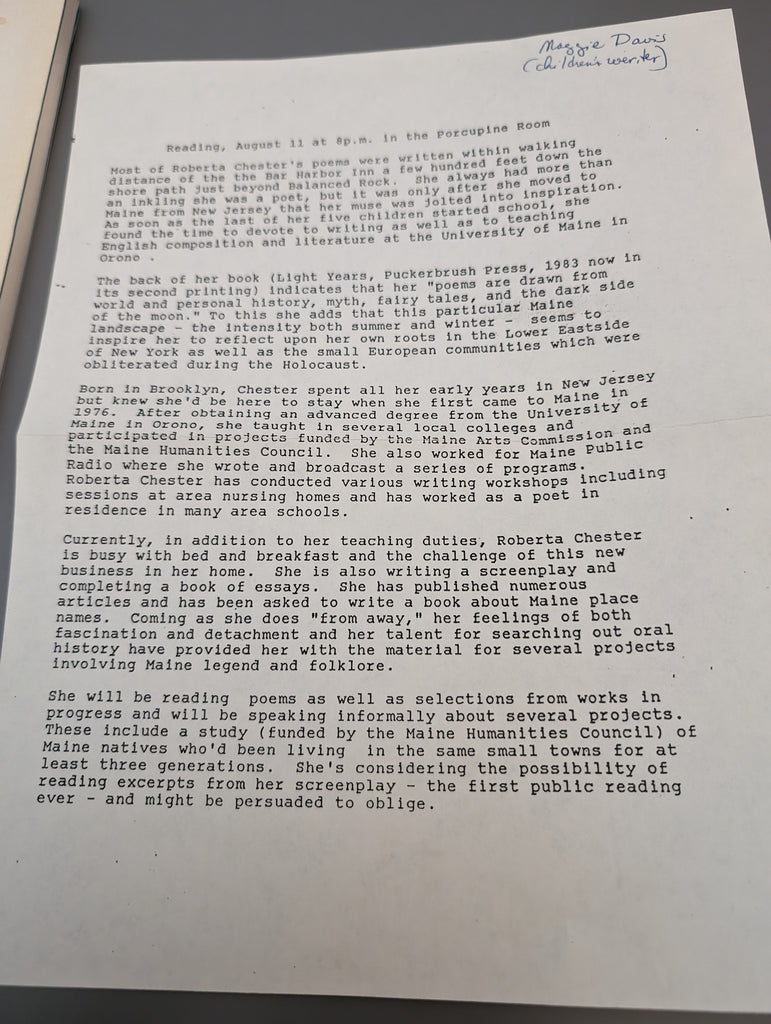 Maggie Davis
(children's writer)
Reading, August 11 at 8p.m. in the Porcupine Room
Most of Roberta Chester's poems were written within walking
distance of the the Bar Harbor Inn a few hundred feet down the
shore path just beyond Balanced Rock.  She always had more than
an inkling she was a poet, but it was only after she moved to
Maine from New Jersey that her muse was jolted into inspiration.
As soon as the last of her five children started school, she
found the time to devote to writing as well as to teaching
English composition and literature at the University of Maine in
Orono .
The back of her book (Light Years, Puckerbrush Press, 1983 now in
its second printing) indicates that her "poems are drawn from
world and personal history, myth, fairy tales, and the dark side
of the moon." To this she adds that this particular Maine
landscape - the intensity both summer and winter -  seems to
inspire her to reflect upon her own roots in the Lower Eastside
of New York as well as the small European communities which were
obliterated during the Holocaust.
Born in Brooklyn, Chester spent all her early years in New Jersey
but knew she'd be here to stay when she first came to Maine in
1976.  After obtaining an advanced degree from the University of
Maine in Orono, she taught in several local colleges and
participated in projects funded by the Maine Arts Commission and
the Maine Humanities Council.  She also worked for Maine Public
Radio where she wrote and broadcast a series of programs.
Roberta Chester has conducted various writing workshops including
sessions at area nursing homes and has worked as a poet in
residence in many area schools.
Currently, in addition to her teaching duties, Roberta Chester
is busy with bed and breakfast and the challenge of this new
business in her home.  She is also writing a screenplay and
completing a book of essays.  She has published numerous
articles and has been asked to write a book about Maine place
names.  Coming as she does "from away," her feelings of both
fascination and detachment and her talent for searching out oral
history have provided her with the material for several projects
involving Maine legend and folklore.
She will be reading  poems as well as selections from works in
progress and will be speaking informally about several projects.
These include a study (funded by the Maine Humanities Council) of
Maine natives who'd been living  in the same small towns for at
least three generations.  She's considering the possibility of
reading excerpts from her screenplay - the first public reading
ever - and might be persuaded to oblige.